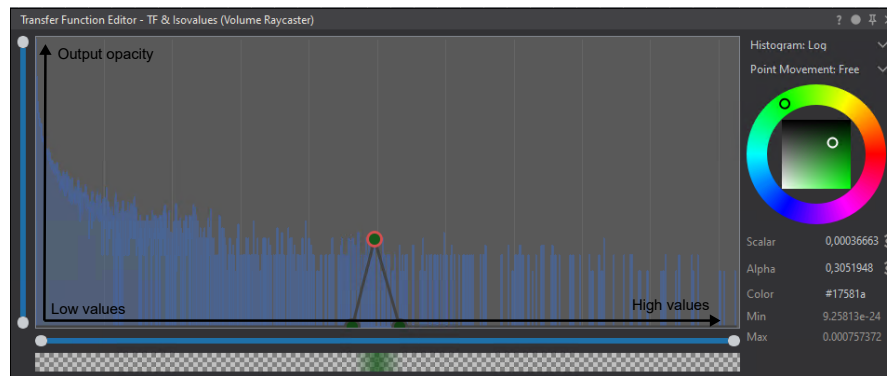 Transfer Function Editor - TF & Isovalues (Volume Raycaster)
?
Output opacity
Low values
High values
Histogram: Log
Point Movement: Free
Scalar 0,00036663
Alpha 0,3051948
Color #17581a
Min 9.25813e-24
Max 0.000757372